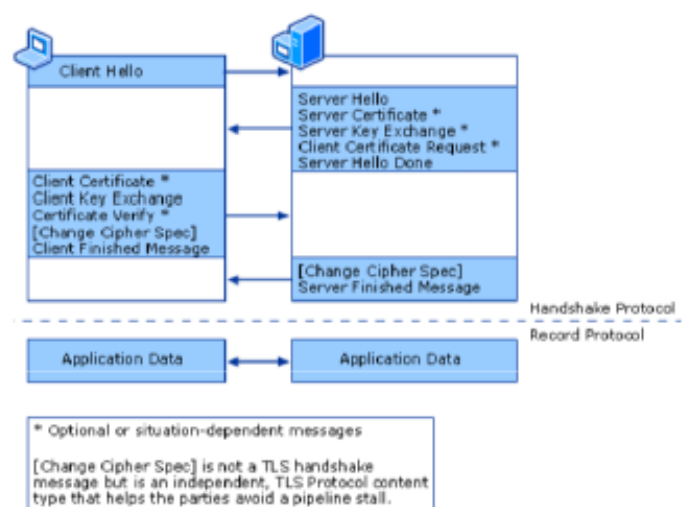 Client Hello
Server Hello
Server Certificate *
Server Key Exchange *
Client Certificate Request *
Server Hello Done
Client Certificate *
Client Key Exchange
Certificate Verify *
[Change Cipher Spec]
Client Finished Message
[Change Cipher Spec]
Server Finished Message
Handshake Protocol
Record Protocol
Application Data
Application Data
* Optional or situation-dependent messages
[Change Cipher Spec] is not a TLS handshake
message but is an independent, TLS Protocol content
type that helps the parties avoid a pipeline stall.